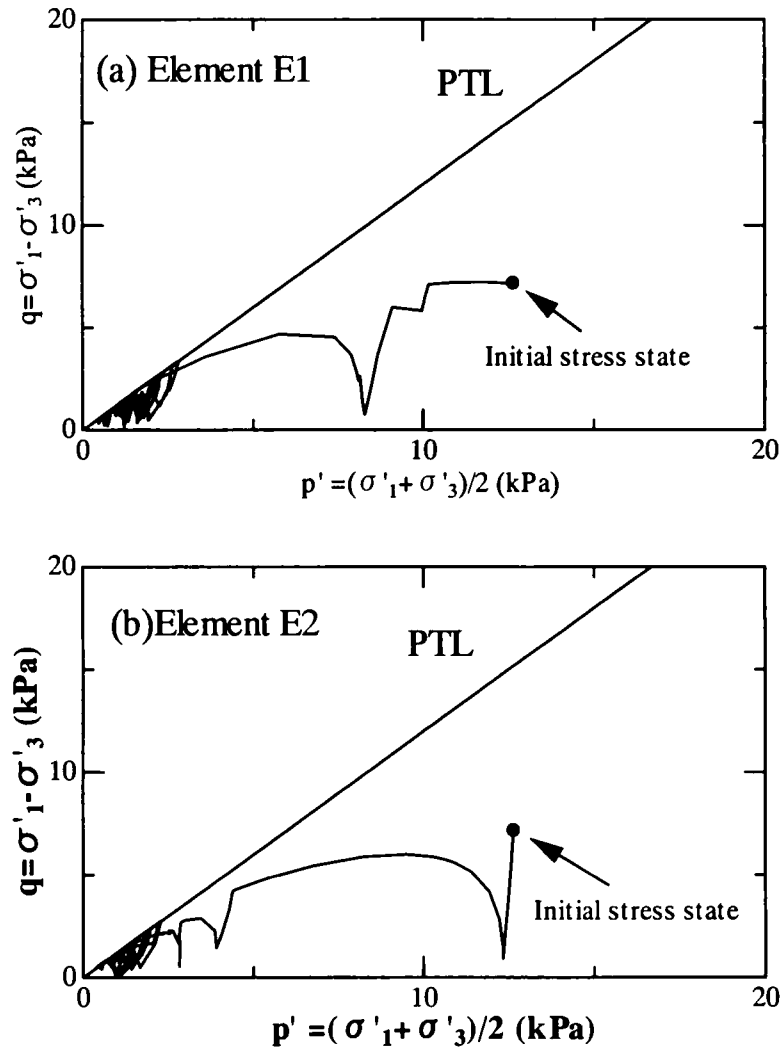 20
(a) Element E1
PTL
q=σ'1-σ'3 (kPa)
10
Initial stress state
0
0
10
20
p'=(σ'1+σ'3)/2 (kPa)
20
(b)Element E2
PTL
q=σ'1-σ'3 (kPa)
10
Initial stress state
0
0
10
20
p'=(σ'1+σ'3)/2 (kPa)